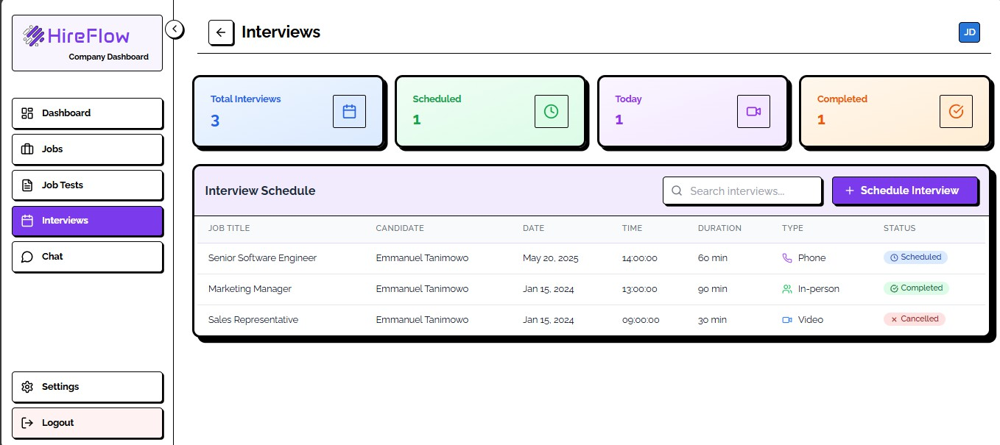 HireFlow
Company Dashboard
Dashboard
Jobs
Job Tests
Interviews
Chat
Settings
Logout
Interviews
JD
Total Interviews
3
Scheduled
1
Today
1
Completed
1
Interview Schedule
Search interviews...
Schedule Interview
JOB TITLE CANDIDATE DATE TIME DURATION TYPE STATUS
Senior Software Engineer Emmanuel Tanimowo May 20, 2025 14:00:00 60 min Phone Scheduled
Marketing Manager Emmanuel Tanimowo Jan 15, 2024 13:00:00 90 min In-person Completed
Sales Representative Emmanuel Tanimowo Jan 15, 2024 09:00:00 30 min Video Cancelled